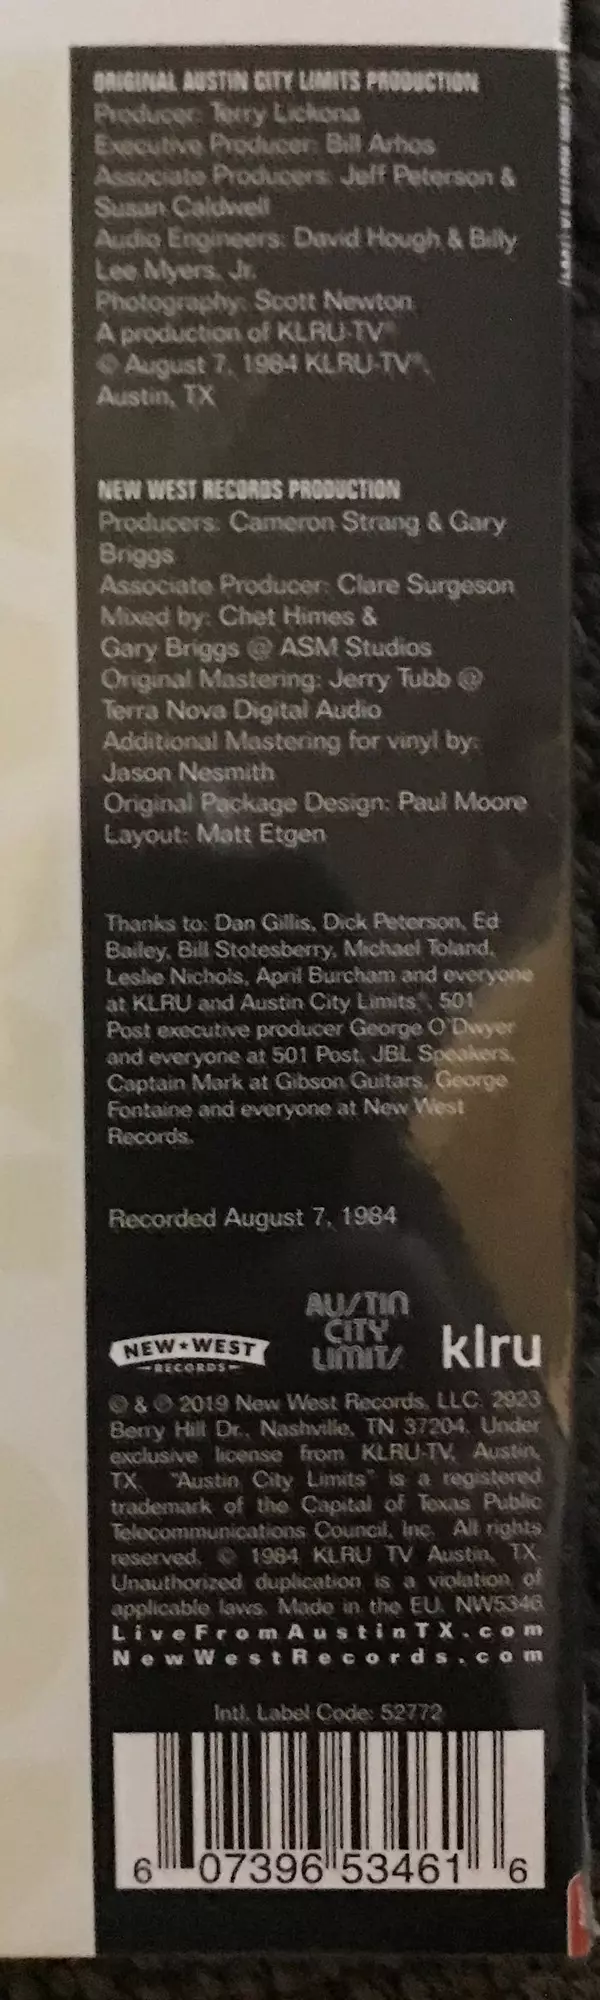 ORIGINAL AUSTIN CITY LIMITS PRODUCTION
Producer: Terry Lickona
Executive Producer: Bill Arhos
Associate Producers: Jeff Peterson &
Susan Caldwell
Audio Engineers: David Hough & Billy
Lee Myers, Jr.
Photography: Scott Newton
A production of KLRU-TV®
© August 7, 1984 KLRU-TV®,
Austin, TX
NEW WEST RECORDS PRODUCTION
Producers: Cameron Strang & Gary
Briggs
Associate Producer: Clare Surgeson
Mixed by: Chet Himes &
Gary Briggs @ ASM Studios
Original Mastering: Jerry Tubb @
Terra Nova Digital Audio
Additional Mastering for vinyl by:
Jason Nesmith
Original Package Design: Paul Moore
Layout: Matt Etgen
Thanks to: Dan Gillis, Dick Peterson, Ed
Bailey, Bill Stotesberry, Michael Toland,
Leslie Nichols, April Burcham and everyone
at KLRU and Austin City Limits®, 501
Post executive producer George O'Dwyer
and everyone at 501 Post, JBL Speakers,
Captain Mark at Gibson Guitars, George
Fontaine and everyone at New West
Records.
Recorded August 7, 1984
NEW★WEST
RECORDS
AUSTIN
CITY
LIMITS
klru
℗ & © 2019 New West Records, LLC. 2923
Berry Hill Dr., Nashville, TN 37204. Under
exclusive license from KLRU-TV, Austin,
TX. "Austin City Limits" is a registered
trademark of the Capital of Texas Public
Telecommunications Council, Inc. All rights
reserved. © 1984 KLRU TV Austin, TX.
Unauthorized duplication is a violation of
applicable laws. Made in the EU. NW5346
LiveFromAustinTX.com
NewWestRecords.com
Intl. Label Code: 52772
6 07396 53461 6